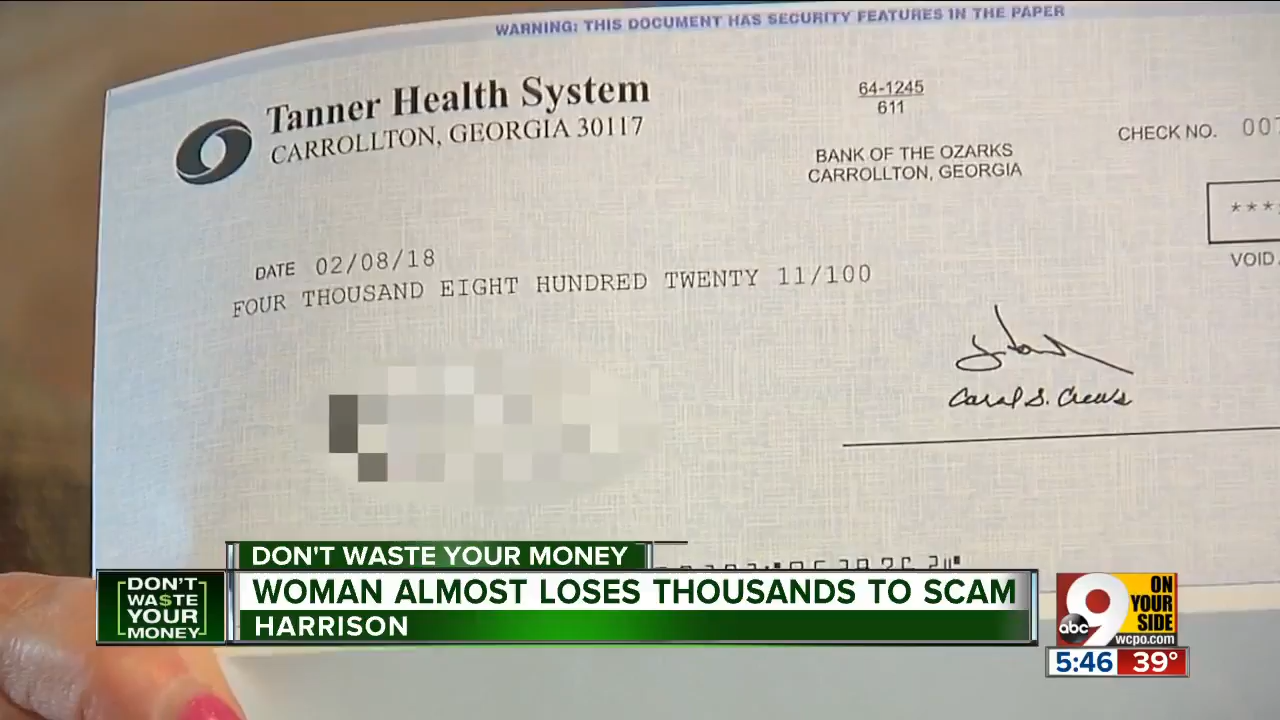 WARNING: THIS DOCUMENT HAS SECURITY FEATURES IN THE PAPER
Tanner Health System
CARROLLTON, GEORGIA 30117
64-1245
611
BANK OF THE OZARKS
CARROLLTON, GEORGIA
CHECK NO. 00
***
VOID
DATE 02/08/18
FOUR THOUSAND EIGHT HUNDRED TWENTY 11/100
Carol S. Crews
DON'T WASTE YOUR MONEY
DON'T
WA$TE
YOUR
MONEY
WOMAN ALMOST LOSES THOUSANDS TO SCAM
HARRISON
abc 9 ON
YOUR
SIDE
wcpo.com
5:46 39°